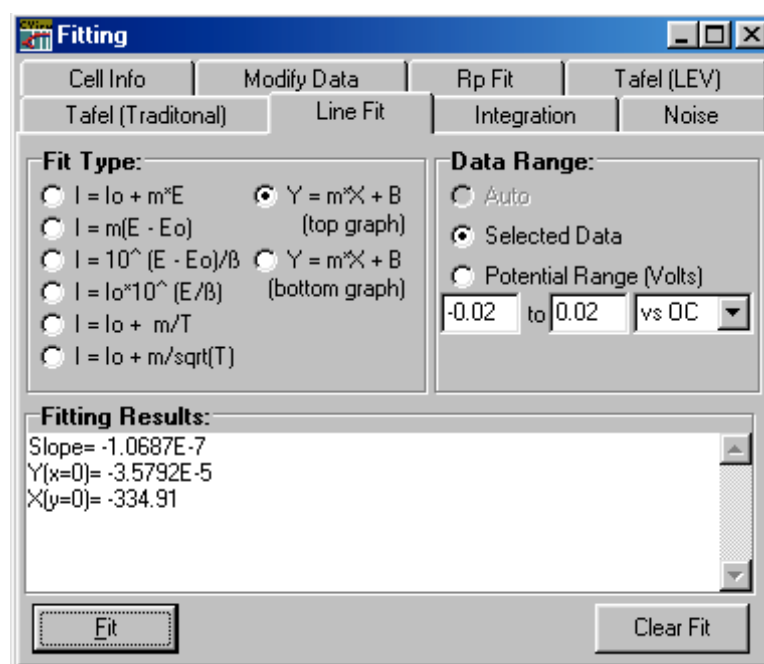 CView
Fitting
Cell Info Modify Data Rp Fit Tafel (LEV)
Tafel (Traditonal) Line Fit Integration Noise
Fit Type:
I = Io + m*E
I = m(E - Eo)
I = 10^ (E - Eo)/ß
I = Io*10^ (E/ß)
I = Io + m/T
I = Io + m/sqrt(T)
Y = m*X + B
(top graph)
Y = m*X + B
(bottom graph)
Data Range:
Auto
Selected Data
Potential Range (Volts)
-0.02 to 0.02 vs OC
Fitting Results:
Slope= -1.0687E-7
Y(x=0)= -3.5792E-5
X(y=0)= -334.91
Fit Clear Fit